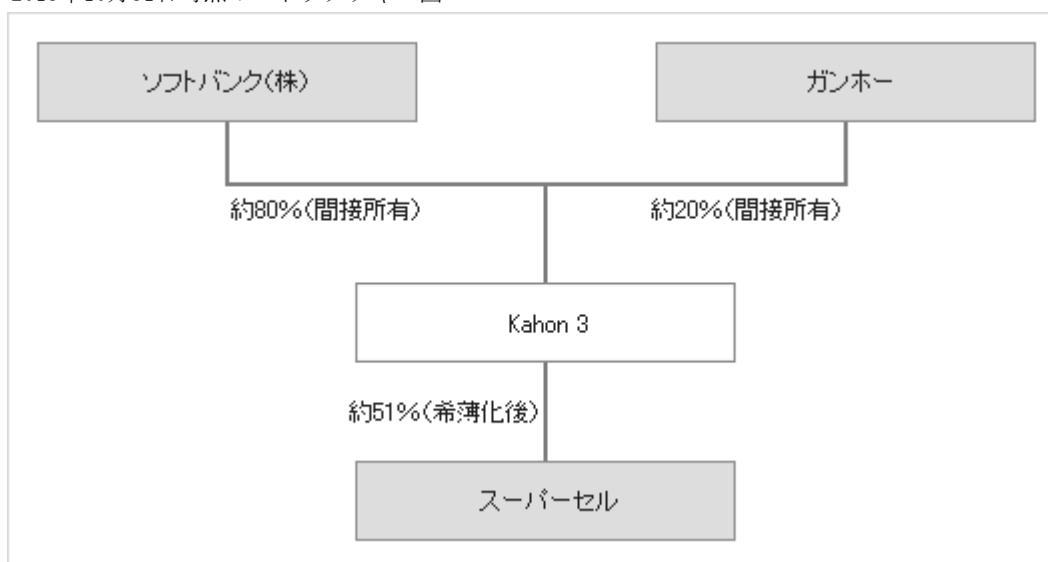 ソフトバンク(株)
ガンホー
約80%(間接所有)
約20%(間接所有)
Kahon 3
約51%(希薄化後)
スーパーセル